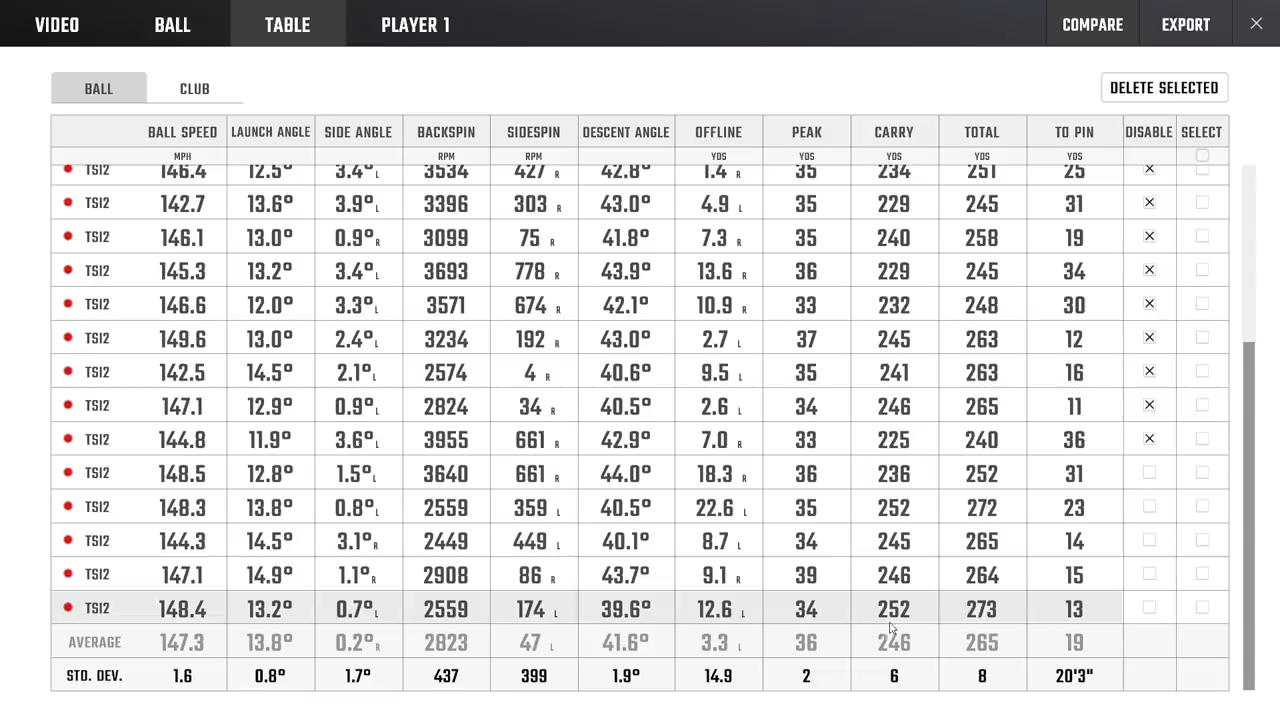 VIDEO BALL TABLE PLAYER 1 COMPARE EXPORT
BALL CLUB DELETE SELECTED
BALL SPEED LAUNCH ANGLE SIDE ANGLE BACKSPIN SIDESPIN DESCENT ANGLE OFFLINE PEAK CARRY TOTAL TO PIN DISABLE SELECT
MPH RPM RPM YDS YDS YDS YDS YDS
TSI2 146.4 12.5° 3.4° L 3534 427 R 42.8° 1.4 R 35 234 251 25
TSI2 142.7 13.6° 3.9° L 3396 303 R 43.0° 4.9 L 35 229 245 31
TSI2 146.1 13.0° 0.9° R 3099 75 R 41.8° 7.3 R 35 240 258 19
TSI2 145.3 13.2° 3.4° L 3693 778 R 43.9° 13.6 R 36 229 245 34
TSI2 146.6 12.0° 3.3° L 3571 674 R 42.1° 10.9 R 33 232 248 30
TSI2 149.6 13.0° 2.4° L 3234 192 R 43.0° 2.7 L 37 245 263 12
TSI2 142.5 14.5° 2.1° L 2574 4 R 40.6° 9.5 L 35 241 263 16
TSI2 147.1 12.9° 0.9° L 2824 34 R 40.5° 2.6 L 34 246 265 11
TSI2 144.8 11.9° 3.6° L 3955 661 R 42.9° 7.0 R 33 225 240 36
TSI2 148.5 12.8° 1.5° L 3640 661 R 44.0° 18.3 R 36 236 252 31
TSI2 148.3 13.8° 0.8° L 2559 359 L 40.5° 22.6 L 35 252 272 23
TSI2 144.3 14.5° 3.1° R 2449 449 L 40.1° 8.7 L 34 245 265 14
TSI2 147.1 14.9° 1.1° R 2908 86 R 43.7° 9.1 R 39 246 264 15
TSI2 148.4 13.2° 0.7° L 2559 174 L 39.6° 12.6 L 34 252 273 13
AVERAGE 147.3 13.8° 0.2° R 2823 47 L 41.6° 3.3 L 36 246 265 19
STD. DEV. 1.6 0.8° 1.7° 437 399 1.9° 14.9 2 6 8 20'3"